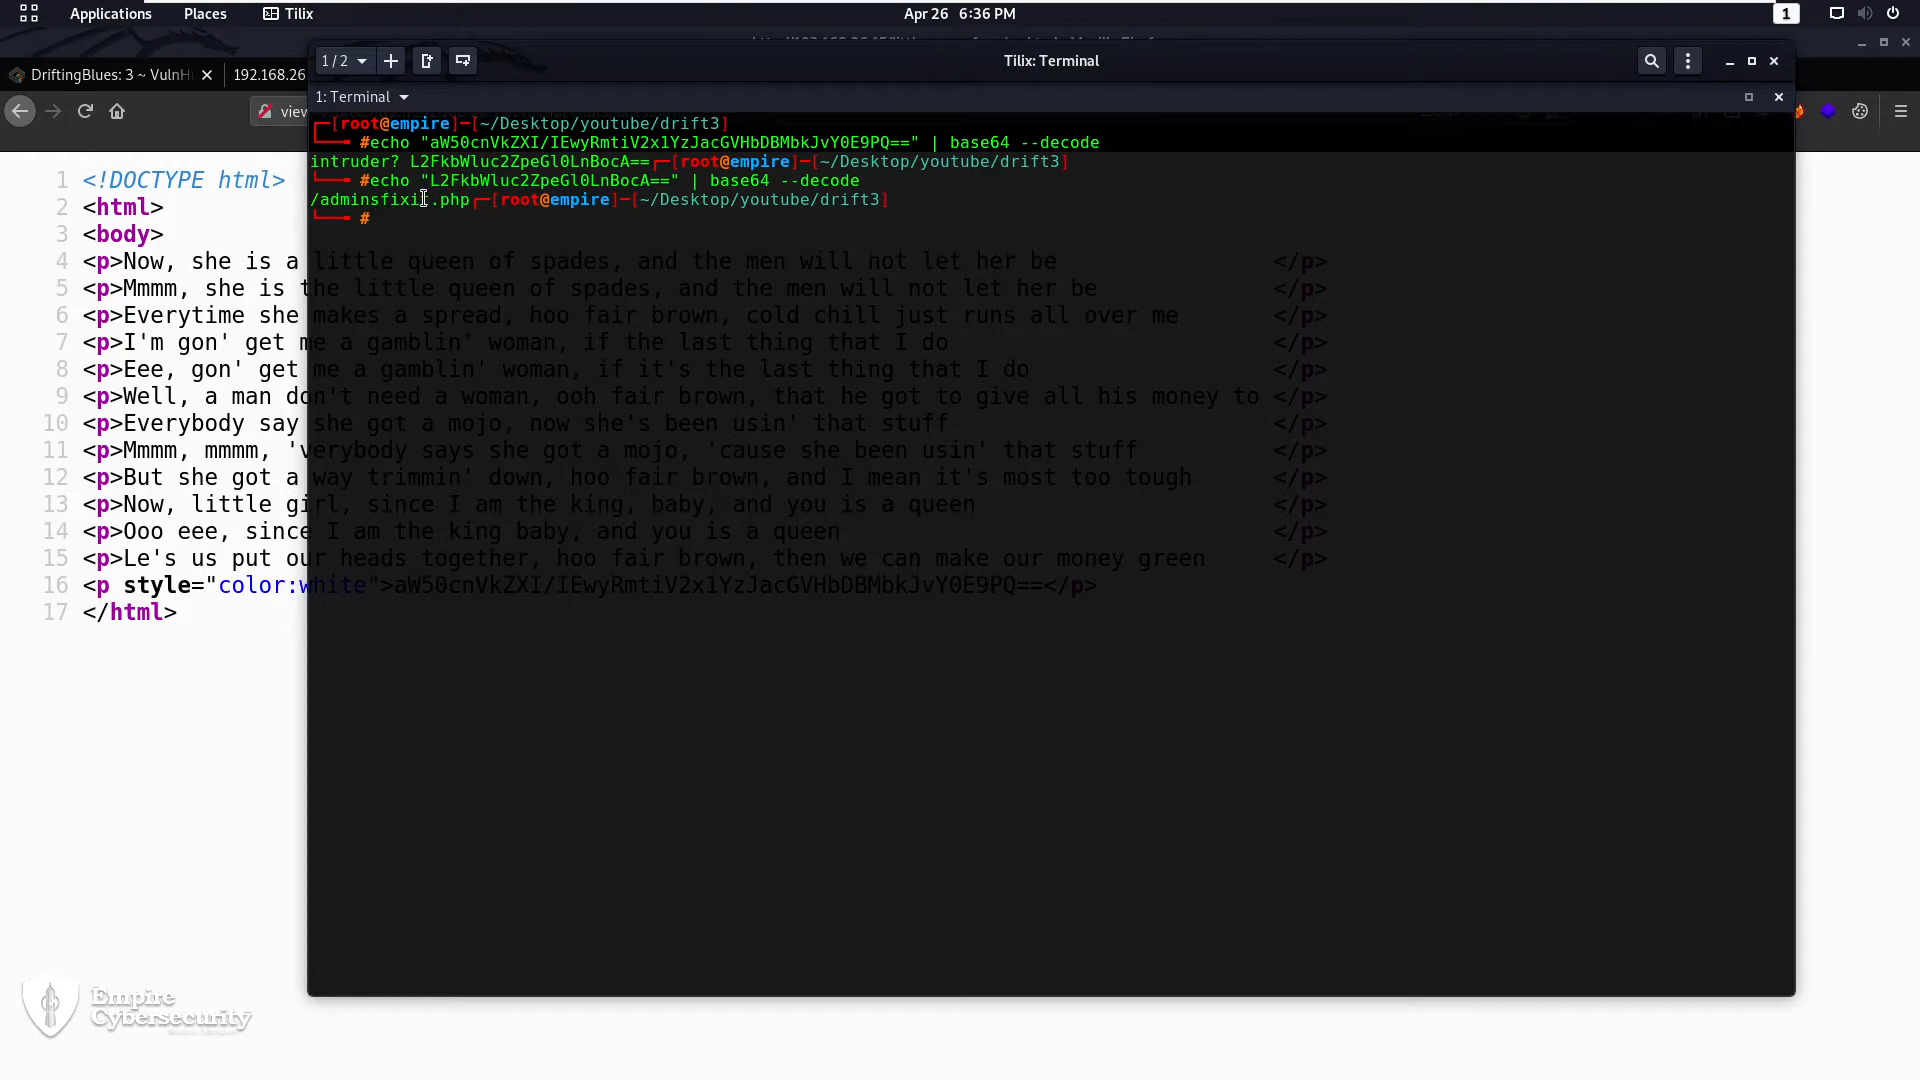 Applications Places Tilix Apr 26 6:36 PM 1
1 / 2 Tilix: Terminal
DriftingBlues: 3 ~ VulnH 192.168.26
1: Terminal
view
┌─[root@empire]─[~/Desktop/youtube/drift3]
└──╼ #echo "aW50cnVkZXI/IEwyRmtiV2x1YzJacGVHbDBMbkJvY0E9PQ==" | base64 --decode
intruder? L2FkbWluc2ZpeGl0LnBocA==┌─[root@empire]─[~/Desktop/youtube/drift3]
└──╼ #echo "L2FkbWluc2ZpeGl0LnBocA==" | base64 --decode
/adminsfixit.php┌─[root@empire]─[~/Desktop/youtube/drift3]
└──╼ #
1 <!DOCTYPE html>
2 <html>
3 <body>
4 <p>Now, she is a little queen of spades, and the men will not let her be </p>
5 <p>Mmmm, she is the little queen of spades, and the men will not let her be </p>
6 <p>Everytime she makes a spread, hoo fair brown, cold chill just runs all over me </p>
7 <p>I'm gon' get me a gamblin' woman, if the last thing that I do </p>
8 <p>Eee, gon' get me a gamblin' woman, if it's the last thing that I do </p>
9 <p>Well, a man don't need a woman, ooh fair brown, that he got to give all his money to </p>
10 <p>Everybody say she got a mojo, now she's been usin' that stuff </p>
11 <p>Mmmm, mmmm, 'verybody says she got a mojo, 'cause she been usin' that stuff </p>
12 <p>But she got a way trimmin' down, hoo fair brown, and I mean it's most too tough </p>
13 <p>Now, little girl, since I am the king, baby, and you is a queen </p>
14 <p>Ooo eee, since I am the king baby, and you is a queen </p>
15 <p>Le's us put our heads together, hoo fair brown, then we can make our money green </p>
16 <p style="color:white">aW50cnVkZXI/IEwyRmtiV2x1YzJacGVHbDBMbkJvY0E9PQ==</p>
17 </html>
Empire
Cybersecurity